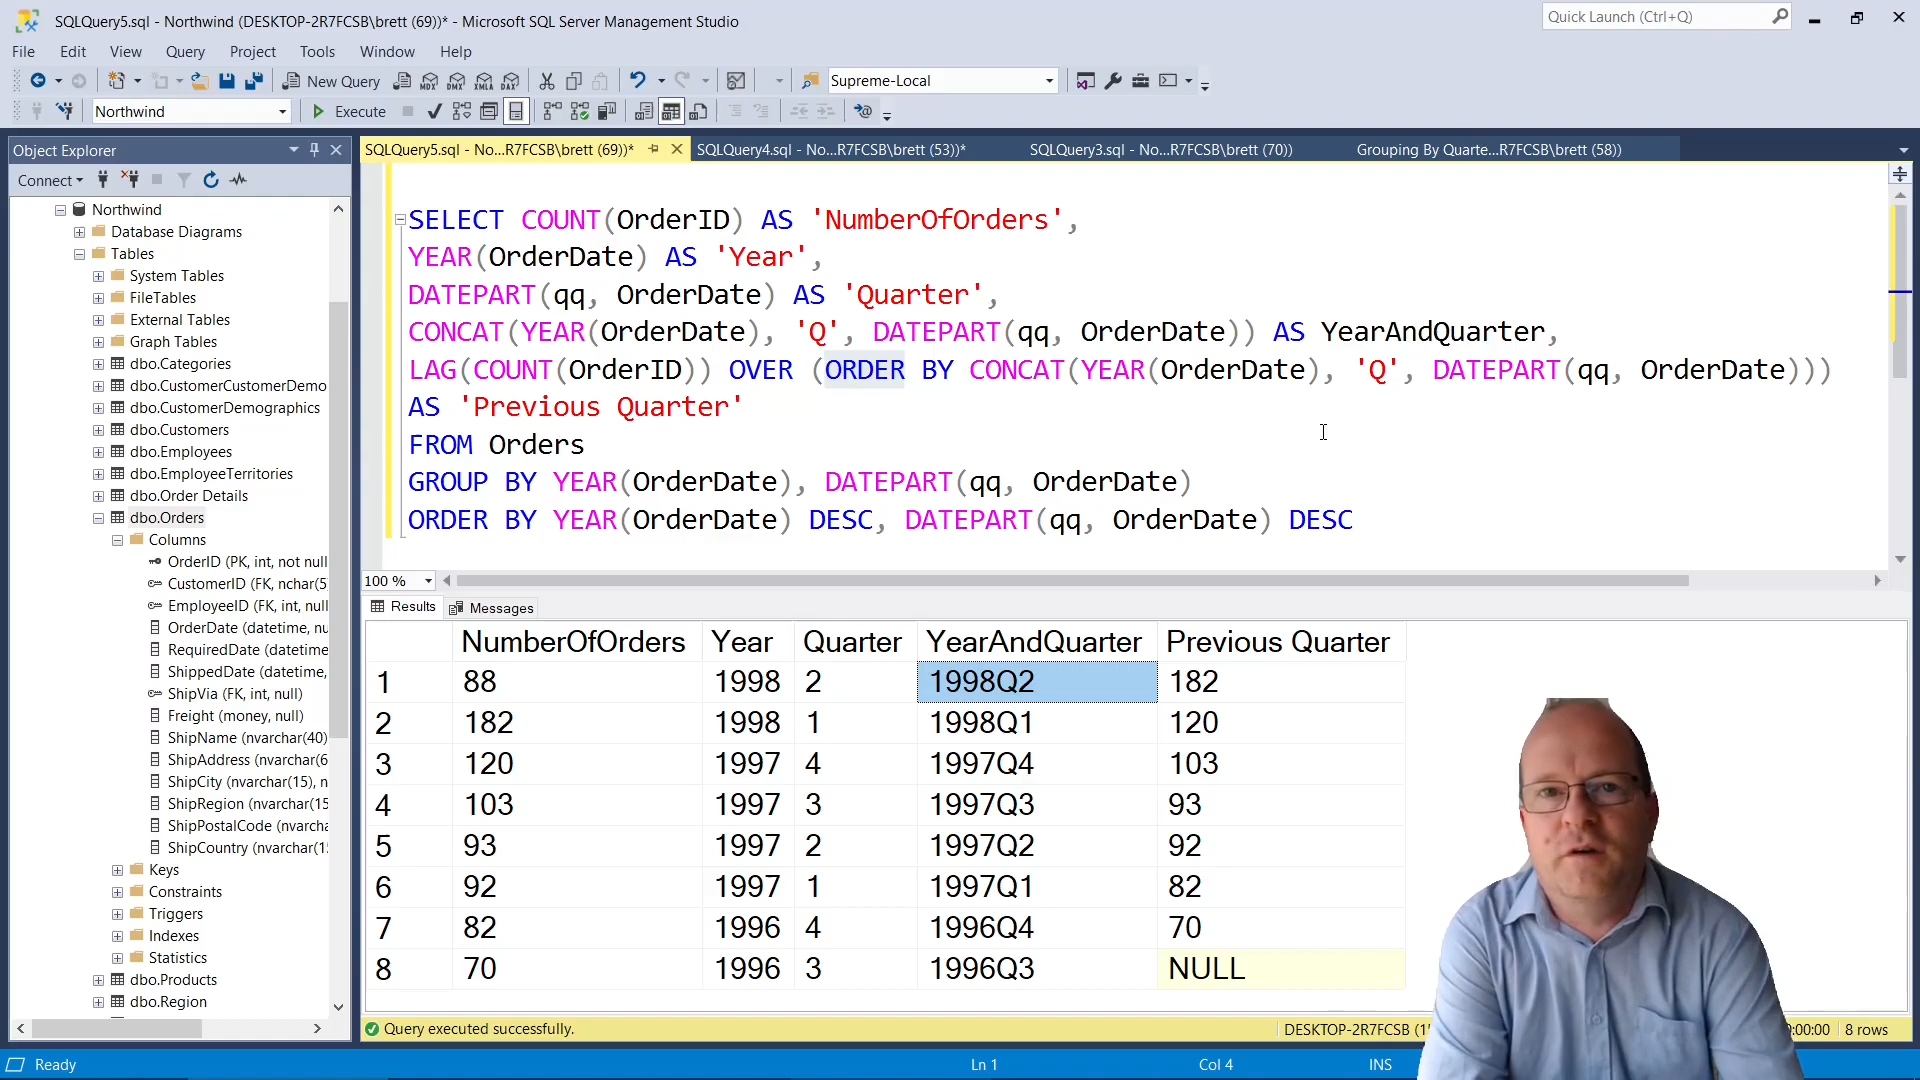 SQLQuery5.sql - Northwind (DESKTOP-2R7FCSB\brett (69))* - Microsoft SQL Server Management Studio
Quick Launch (Ctrl+Q)
File Edit View Query Project Tools Window Help
New Query
Supreme-Local
Northwind
Execute
Object Explorer
Connect
Northwind
Database Diagrams
Tables
System Tables
FileTables
External Tables
Graph Tables
dbo.Categories
dbo.CustomerCustomerDemo
dbo.CustomerDemographics
dbo.Customers
dbo.Employees
dbo.EmployeeTerritories
dbo.Order Details
dbo.Orders
Columns
OrderID (PK, int, not null
CustomerID (FK, nchar(5
EmployeeID (FK, int, null
OrderDate (datetime, nu
RequiredDate (datetime
ShippedDate (datetime,
ShipVia (FK, int, null)
Freight (money, null)
ShipName (nvarchar(40)
ShipAddress (nvarchar(6
ShipCity (nvarchar(15), n
ShipRegion (nvarchar(15
ShipPostalCode (nvarcha
ShipCountry (nvarchar(1
Keys
Constraints
Triggers
Indexes
Statistics
dbo.Products
dbo.Region
SQLQuery5.sql - No...R7FCSB\brett (69))* SQLQuery4.sql - No...R7FCSB\brett (53))* SQLQuery3.sql - No...R7FCSB\brett (70)) Grouping By Quarte...R7FCSB\brett (58))
SELECT COUNT(OrderID) AS 'NumberOfOrders',
YEAR(OrderDate) AS 'Year',
DATEPART(qq, OrderDate) AS 'Quarter',
CONCAT(YEAR(OrderDate), 'Q', DATEPART(qq, OrderDate)) AS YearAndQuarter,
LAG(COUNT(OrderID)) OVER (ORDER BY CONCAT(YEAR(OrderDate), 'Q', DATEPART(qq, OrderDate)))
AS 'Previous Quarter'
FROM Orders
GROUP BY YEAR(OrderDate), DATEPART(qq, OrderDate)
ORDER BY YEAR(OrderDate) DESC, DATEPART(qq, OrderDate) DESC
100 %
Results Messages
NumberOfOrders Year Quarter YearAndQuarter Previous Quarter
1 88 1998 2 1998Q2 182
2 182 1998 1 1998Q1 120
3 120 1997 4 1997Q4 103
4 103 1997 3 1997Q3 93
5 93 1997 2 1997Q2 92
6 92 1997 1 1997Q1 82
7 82 1996 4 1996Q4 70
8 70 1996 3 1996Q3 NULL
Query executed successfully. DESKTOP-2R7FCSB (1 0:00:00 8 rows
Ready Ln 1 Col 4 INS